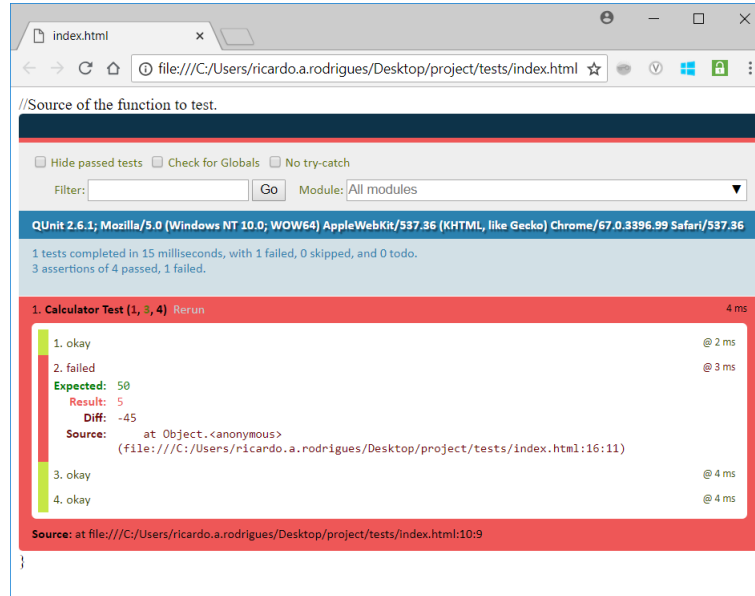 index.html
file:///C:/Users/ricardo.a.rodrigues/Desktop/project/tests/index.html
//Source of the function to test.
Hide passed tests Check for Globals No try-catch
Filter: Go Module: All modules
QUnit 2.6.1; Mozilla/5.0 (Windows NT 10.0; WOW64) AppleWebKit/537.36 (KHTML, like Gecko) Chrome/67.0.3396.99 Safari/537.36
1 tests completed in 15 milliseconds, with 1 failed, 0 skipped, and 0 todo.
3 assertions of 4 passed, 1 failed.
1. Calculator Test (1, 3, 4) Rerun 4 ms
1. okay @ 2 ms
2. failed @ 3 ms
Expected: 50
Result: 5
Diff: -45
Source: at Object.<anonymous>
(file:///C:/Users/ricardo.a.rodrigues/Desktop/project/tests/index.html:16:11)
3. okay @ 4 ms
4. okay @ 4 ms
Source: at file:///C:/Users/ricardo.a.rodrigues/Desktop/project/tests/index.html:10:9
}